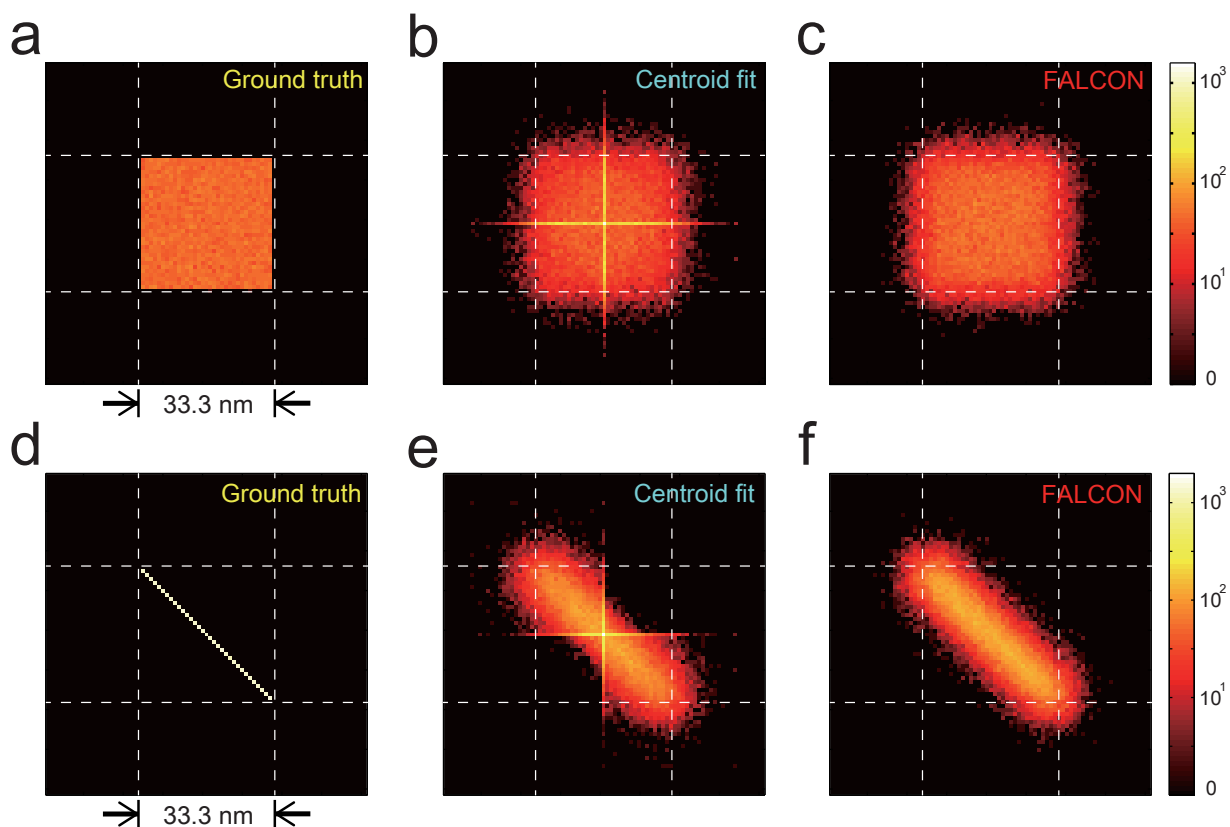 a
b
c
Ground truth
Centroid fit
FALCON
10³
10²
10¹
0
33.3 nm
d
e
f
Ground truth
Centroid fit
FALCON
10³
10²
10¹
0
33.3 nm